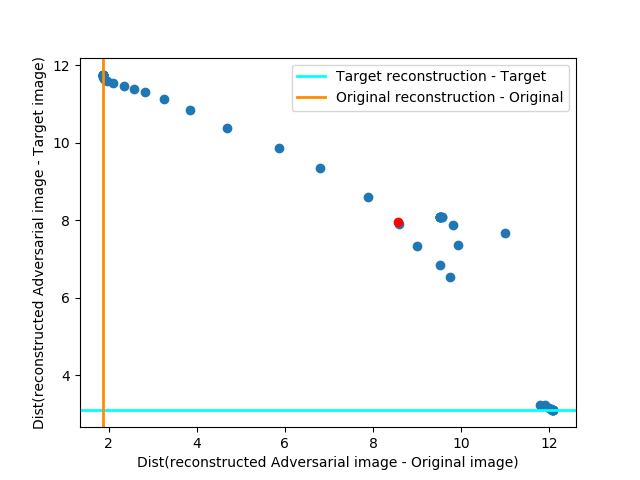 Target reconstruction - Target
Original reconstruction - Original
Dist(reconstructed Adversarial image - Target image)
12
10
8
6
4
2 4 6 8 10 12
Dist(reconstructed Adversarial image - Original image)